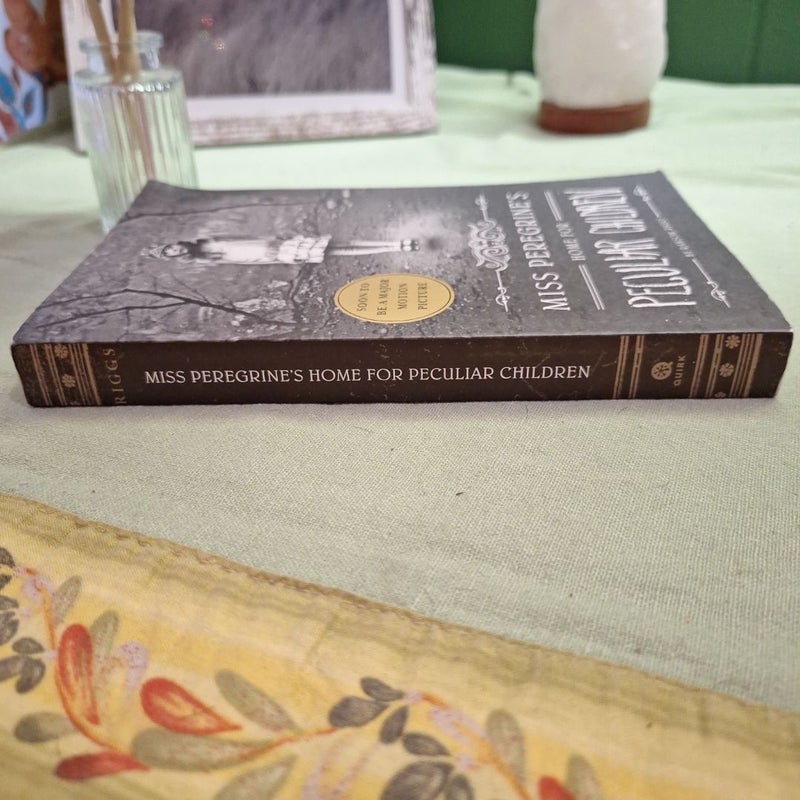 MISS PEREGRINE'S
HOME FOR
PECULIAR CHILDREN
SOON TO
BE A MAJOR
MOTION
PICTURE
RIGGS
MISS PEREGRINE'S HOME FOR PECULIAR CHILDREN
QUIRK